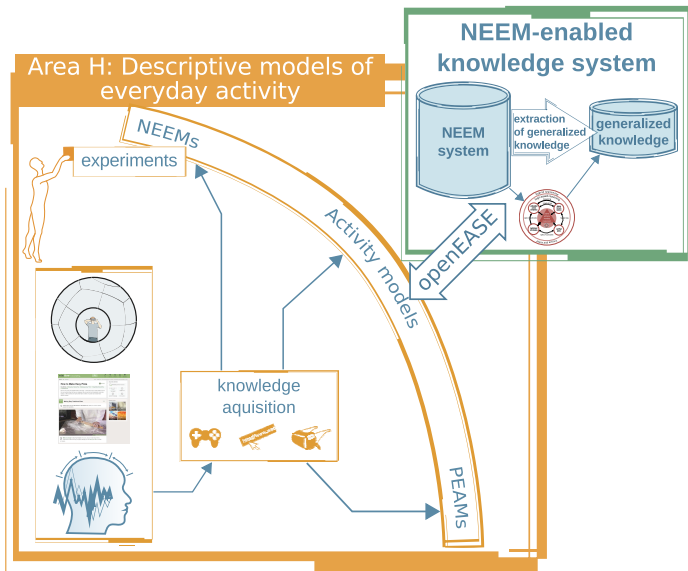 NEEM-enabled
knowledge system
Area H: Descriptive models of
everyday activity
NEEM
system
extraction
of generalized
knowledge
generalized
knowledge
NEEMs
experiments
Activity models
openEASE
knowledge
aquisition
PEAMs